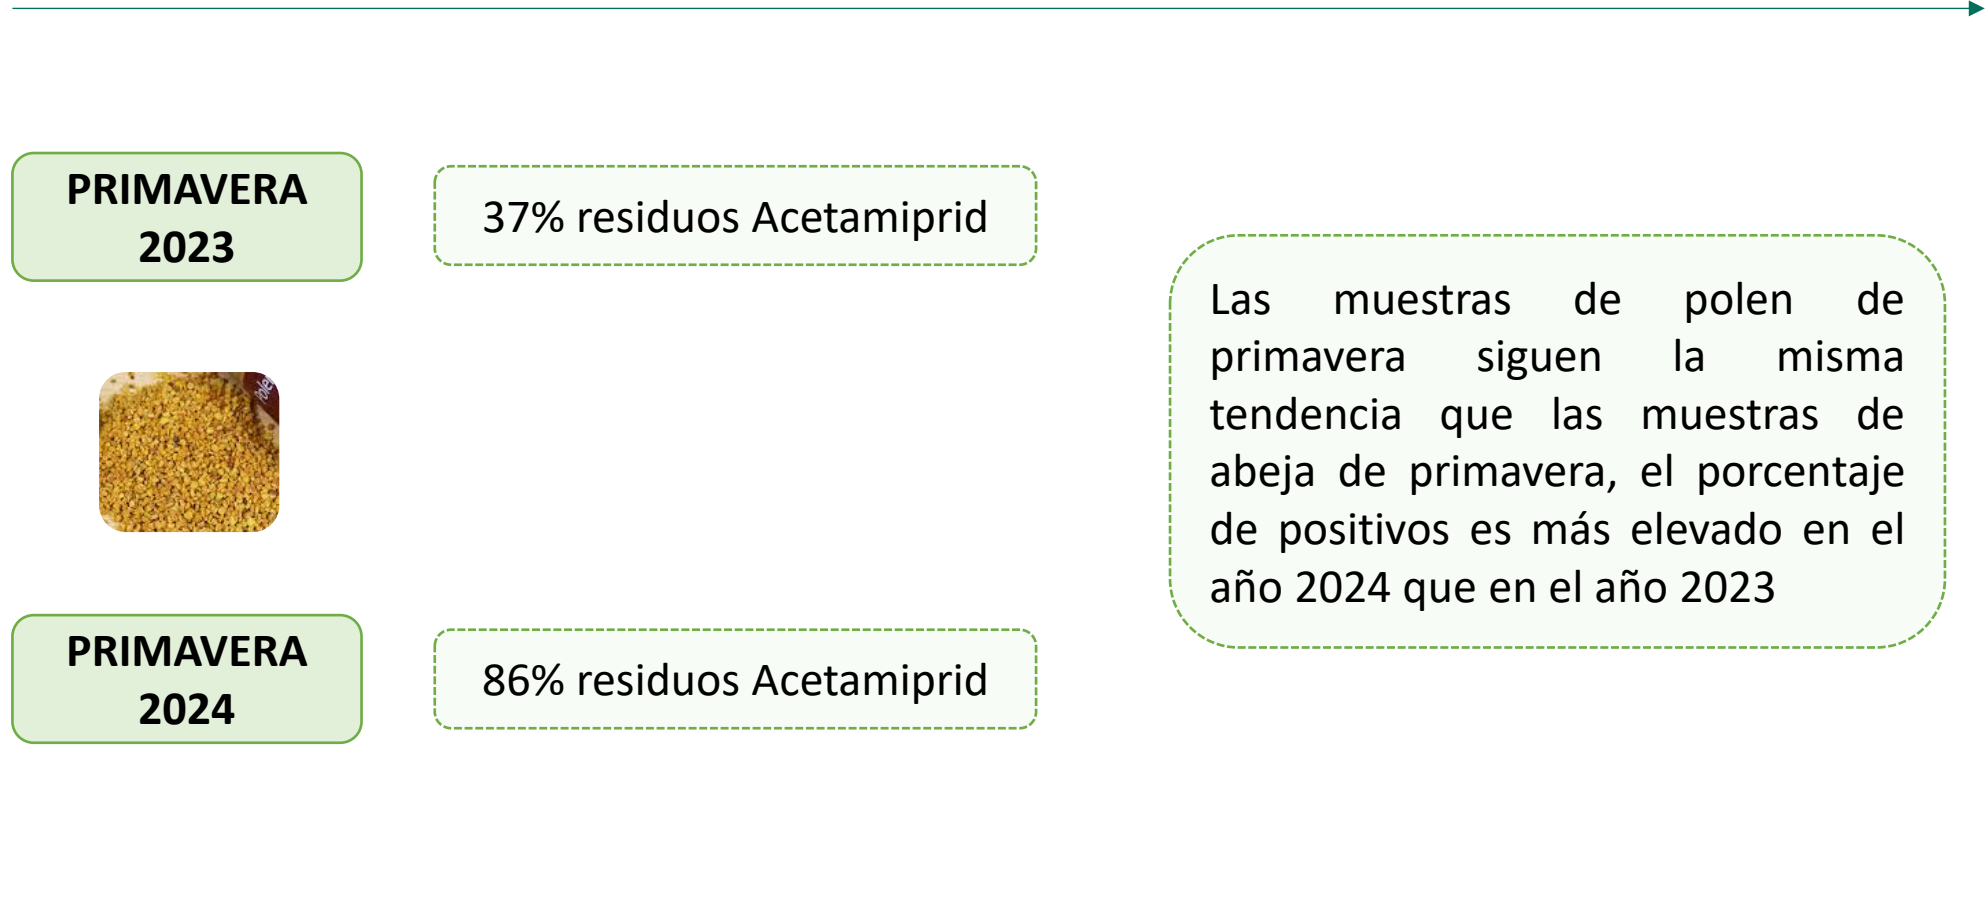 PRIMAVERA
2023
37% residuos Acetamiprid
Polen
PRIMAVERA
2024
86% residuos Acetamiprid
Las muestras de polen de
primavera siguen la misma
tendencia que las muestras de
abeja de primavera, el porcentaje
de positivos es más elevado en el
año 2024 que en el año 2023